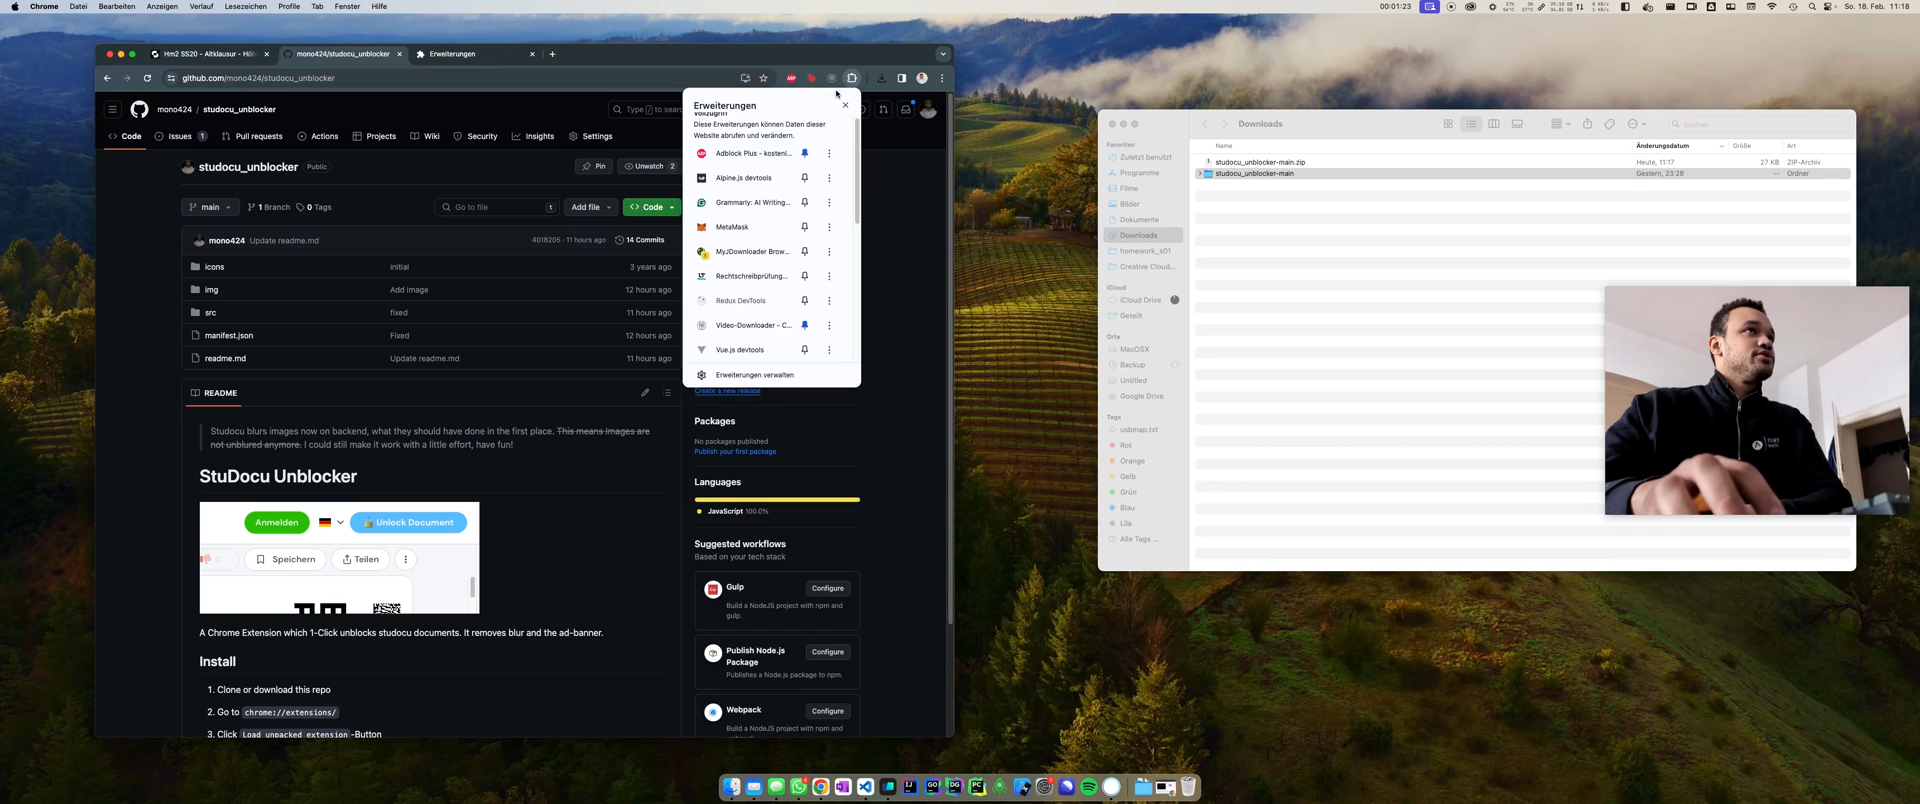 Chrome Datei Bearbeiten Anzeigen Verlauf Lesezeichen Profile Tab Fenster Hilfe
00:01:23
So. 18. Feb. 11:18
Hm2 SS20 - Altklausur - Höh
mono424/studocu_unblocker
Erweiterungen
github.com/mono424/studocu_unblocker
mono424 / studocu_unblocker
Type / to sear
Code
Issues 1
Pull requests
Actions
Projects
Wiki
Security
Insights
Settings
studocu_unblocker Public
Pin
Unwatch 2
main
1 Branch
0 Tags
Go to file t
Add file
Code
mono424 Update readme.md 4018205 · 11 hours ago 14 Commits
icons initial 3 years ago
img Add image 12 hours ago
src fixed 11 hours ago
manifest.json Fixed 12 hours ago
readme.md Update readme.md 11 hours ago
README
Studocu blurs images now on backend, what they should have done in the first place. This means Images are
not unblured anymore. I could still make it work with a little effort, have fun!
StuDocu Unblocker
Anmelden
Unlock Document
Speichern
Teilen
A Chrome Extension which 1-Click unblocks studocu documents. It removes blur and the ad-banner.
Install
1. Clone or download this repo
2. Go to chrome://extensions/
3. Click Load unpacked extension -Button
Erweiterungen
Vollzugriff
Diese Erweiterungen können Daten dieser
Website abrufen und verändern.
ABP Adblock Plus - kostenl...
Alpine.js devtools
Grammarly: AI Writing...
MetaMask
MyJDownloader Brow...
Rechtschreibprüfung...
Redux DevTools
Video-Downloader - C...
Vue.js devtools
Erweiterungen verwalten
Create a new release
Packages
No packages published
Publish your first package
Languages
JavaScript 100.0%
Suggested workflows
Based on your tech stack
Gulp
Configure
Build a NodeJS project with npm and
gulp.
Publish Node.js
Package
Configure
Publishes a Node.js package to npm.
Webpack
Configure
Build a NodeJS project with npm and
Downloads
Suchen
Favoriten
Zuletzt benutzt
Programme
Filme
Bilder
Dokumente
Downloads
homework_s01
Creative Cloud...
iCloud
iCloud Drive
Geteilt
Orte
MacOSX
Backup
Untitled
Google Drive
Tags
usbmap.txt
Rot
Orange
Gelb
Grün
Blau
Lila
Alle Tags ...
Name Änderungsdatum Größe Art
studocu_unblocker-main.zip Heute, 11:17 27 KB ZIP-Archiv
studocu_unblocker-main Gestern, 23:28 -- Ordner